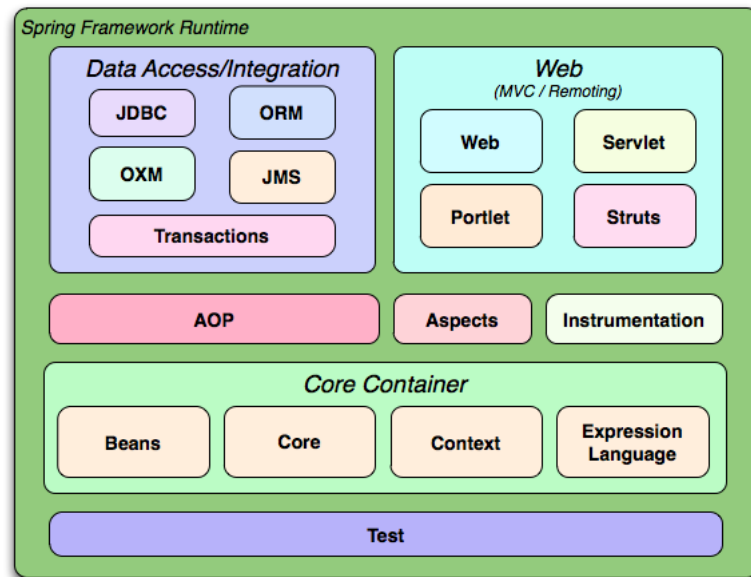 Spring Framework Runtime
Data Access/Integration
JDBC
ORM
OXM
JMS
Transactions
Web
(MVC / Remoting)
Web
Servlet
Portlet
Struts
AOP
Aspects
Instrumentation
Core Container
Beans
Core
Context
Expression
Language
Test